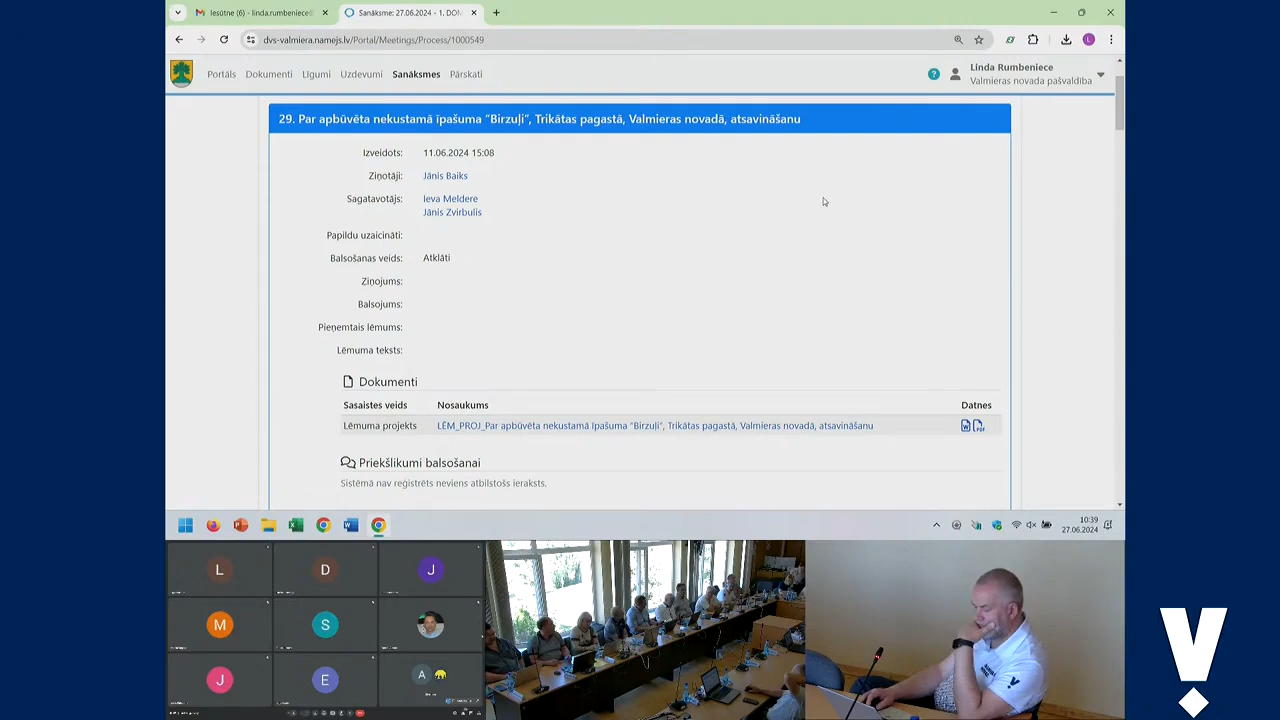 Iesūtne (6) - linda.rumbeniece@
Sanāksme: 27.06.2024 - 1. DOM
dvs-valmiera.namejs.lv/Portal/Meetings/Process/1000549
Portāls Dokumenti Līgumi Uzdevumi Sanāksmes Pārskati
Linda Rumbeniece
Valmieras novada pašvaldība
29. Par apbūvēta nekustamā īpašuma “Birzuļi”, Trikātas pagastā, Valmieras novadā, atsavināšanu
Izveidots: 11.06.2024 15:08
Ziņotāji: Jānis Baiks
Sagatavotājs: Ieva Meldere
Jānis Zvirbulis
Papildu uzaicināti:
Balsošanas veids: Atklāti
Ziņojums:
Balsojums:
Pieņemtais lēmums:
Lēmuma teksts:
Dokumenti
Sasaistes veids Nosaukums Datnes
Lēmuma projekts LĒM_PROJ_Par apbūvēta nekustamā īpašuma “Birzuļi”, Trikātas pagastā, Valmieras novadā, atsavināšanu
Priekšlikumi balsošanai
Sistēmā nav reģistrēts neviens atbilstošs ieraksts.
10:39
27.06.2024
L D J
M S
J E A